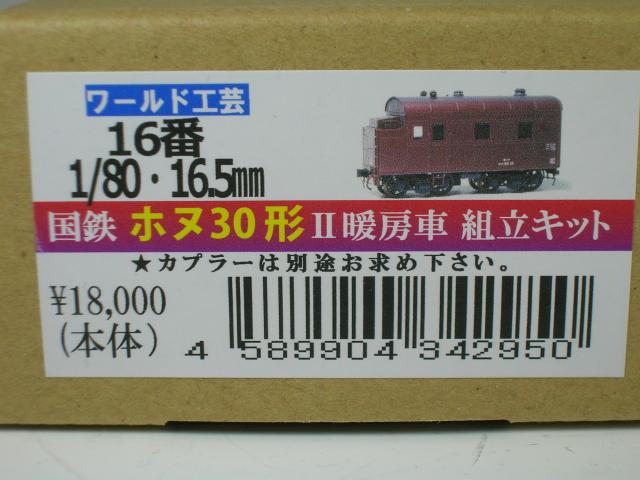 ワールド工芸
16番
1/80・16.5mm
国鉄 ホヌ30形Ⅱ暖房車 組立キット
★カプラーは別途お求め下さい。
¥18,000
(本体)
4 589904 342950